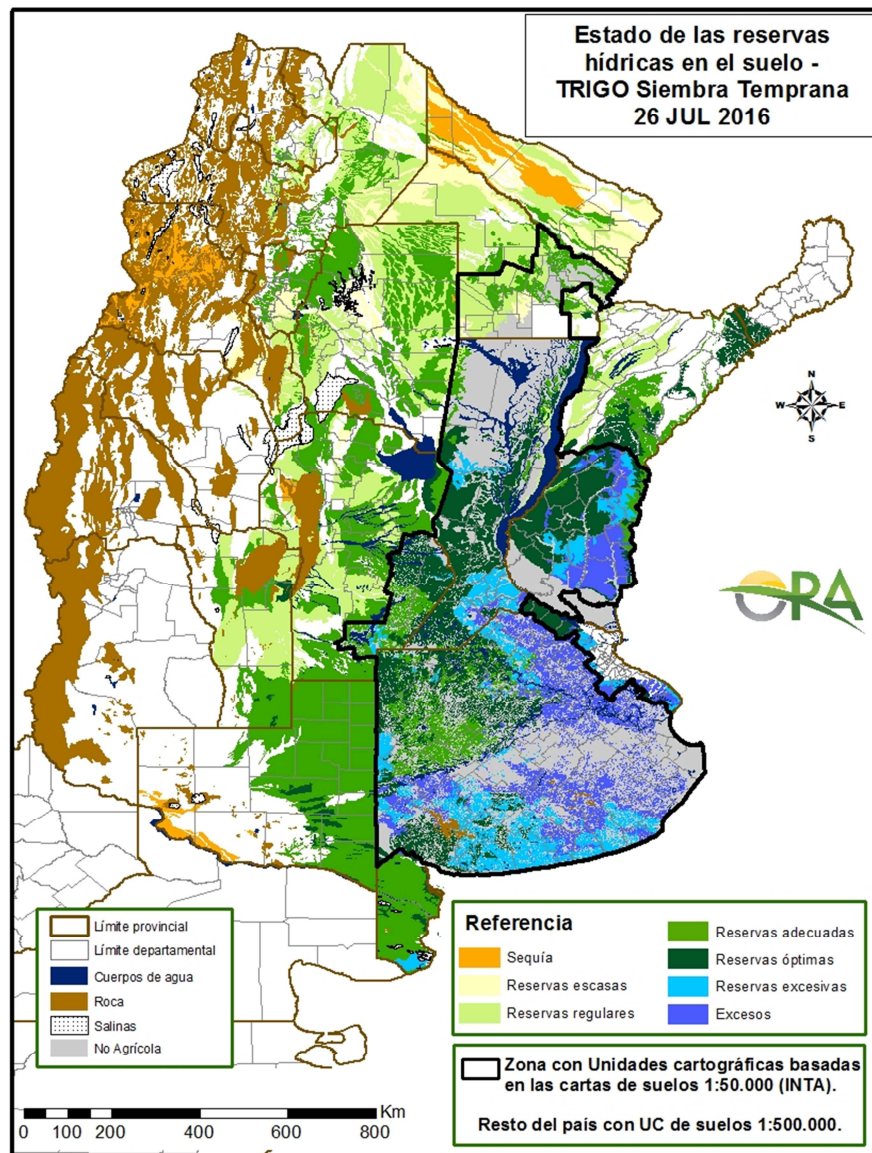 Estado de las reservas
hídricas en el suelo -
TRIGO Siembra Temprana
26 JUL 2016
N
W E
S
ORA
Límite provincial
Límite departamental
Cuerpos de agua
Roca
Salinas
No Agrícola
Referencia
Sequía
Reservas escasas
Reservas regulares
Reservas adecuadas
Reservas óptimas
Reservas excesivas
Excesos
Zona con Unidades cartográficas basadas
en las cartas de suelos 1:50.000 (INTA).
Resto del país con UC de suelos 1:500.000.
Km
0 100 200 400 600 800